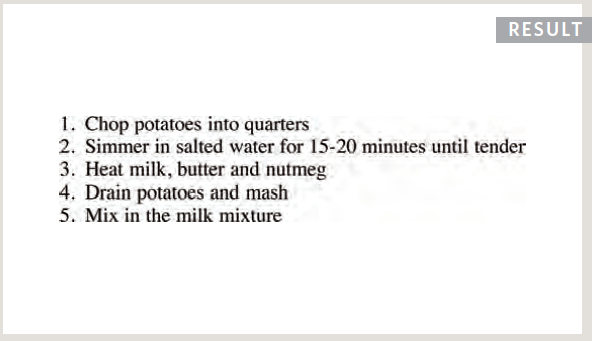 RESULT
1. Chop potatoes into quarters
2. Simmer in salted water for 15-20 minutes until tender
3. Heat milk, butter and nutmeg
4. Drain potatoes and mash
5. Mix in the milk mixture